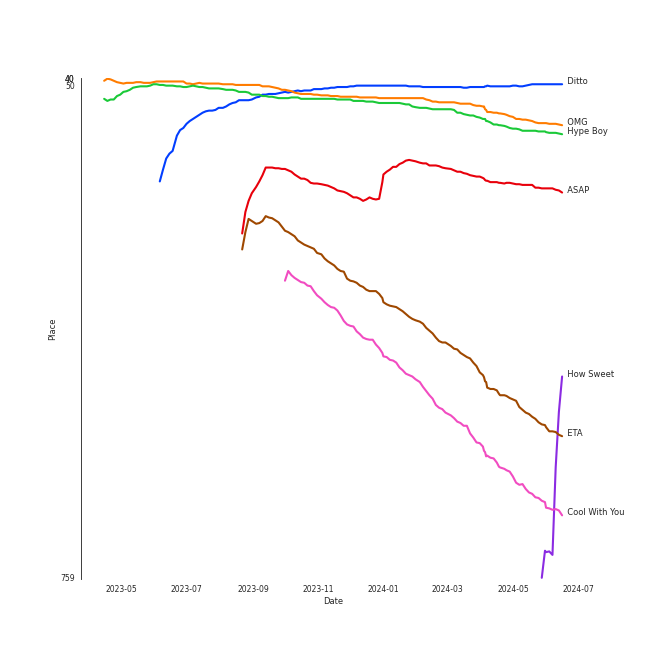 40
50
Ditto
OMG
Hype Boy
ASAP
Place
How Sweet
ETA
Cool With You
759
2023-05 2023-07 2023-09 2023-11 2024-01 2024-03 2024-05 2024-07
Date